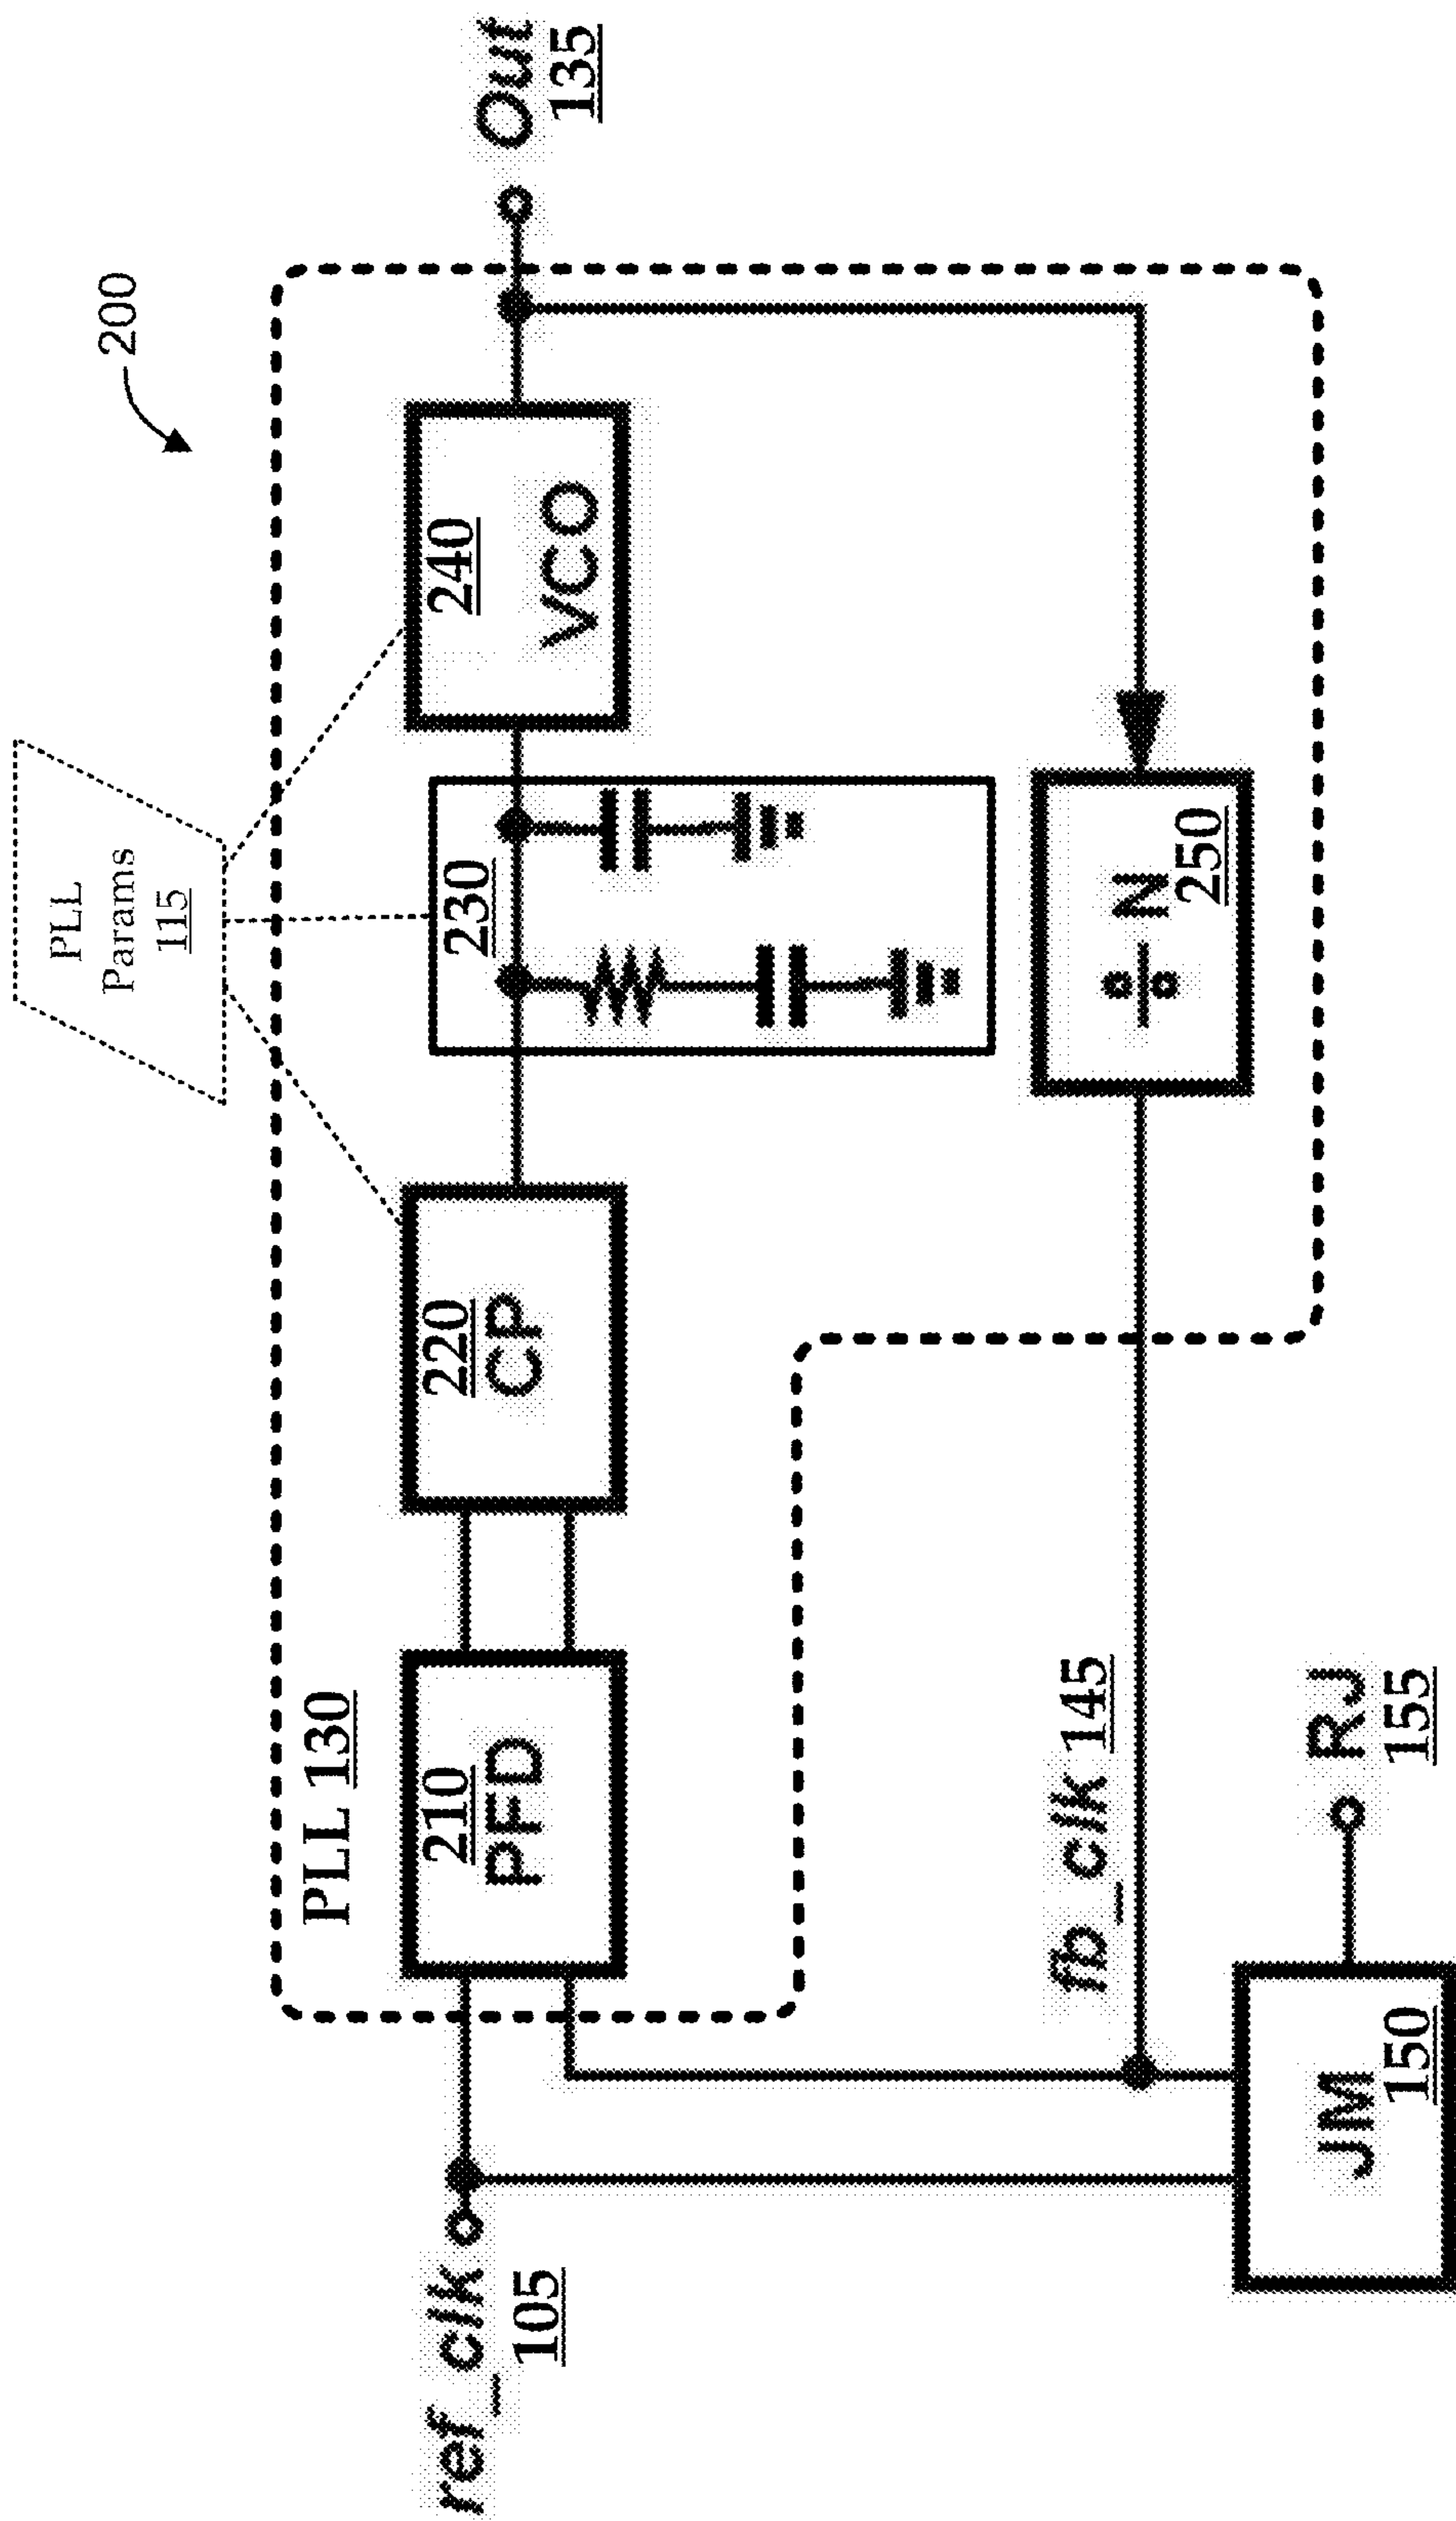 200
PLL
Params
115
PLL 130
ref_clk
105
210
PFD
220
CP
230
240
VCO
Out
135
÷ N
250
fb_clk 145
JM
150
RJ
155